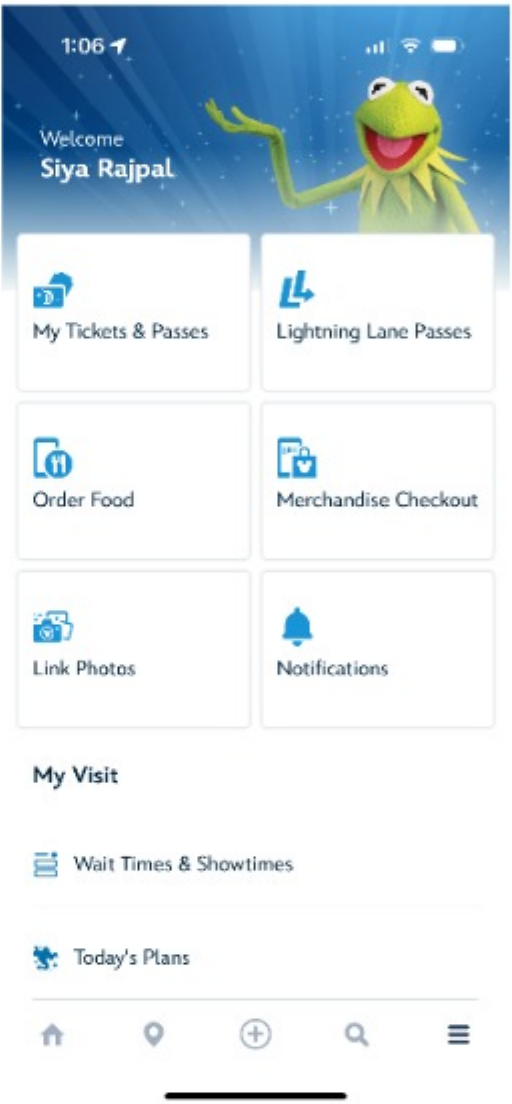 1:06
Welcome
Siya Rajpal
My Tickets & Passes
Lightning Lane Passes
Order Food
Merchandise Checkout
Link Photos
Notifications
My Visit
Wait Times & Showtimes
Today's Plans